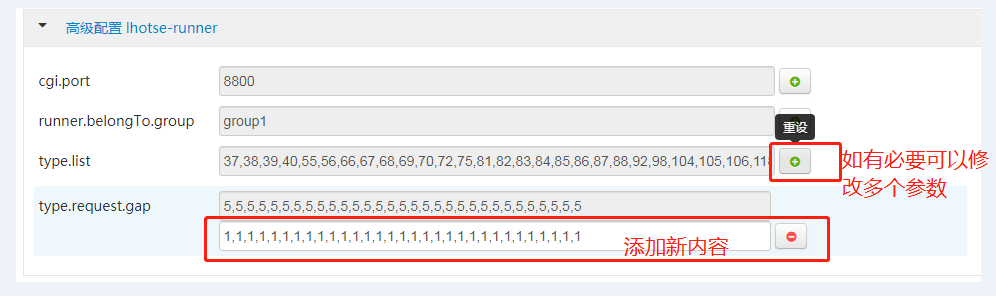 高级配置 lhotse-runner
cgi.port
8800
runner.belongTo.group
group1
重设
type.list
37,38,39,40,55,56,66,67,68,69,70,72,75,81,82,83,84,85,86,87,88,92,98,104,105,106,118
如有必要可以修
改多个参数
type.request.gap
5,5,5,5,5,5,5,5,5,5,5,5,5,5,5,5,5,5,5,5,5,5,5,5,5,5,5,5,5,5,5
1,1,1,1,1,1,1,1,1,1,1,1,1,1,1,1,1,1,1,1,1,1,1,1,1,1,1,1,1,1,1
添加新内容